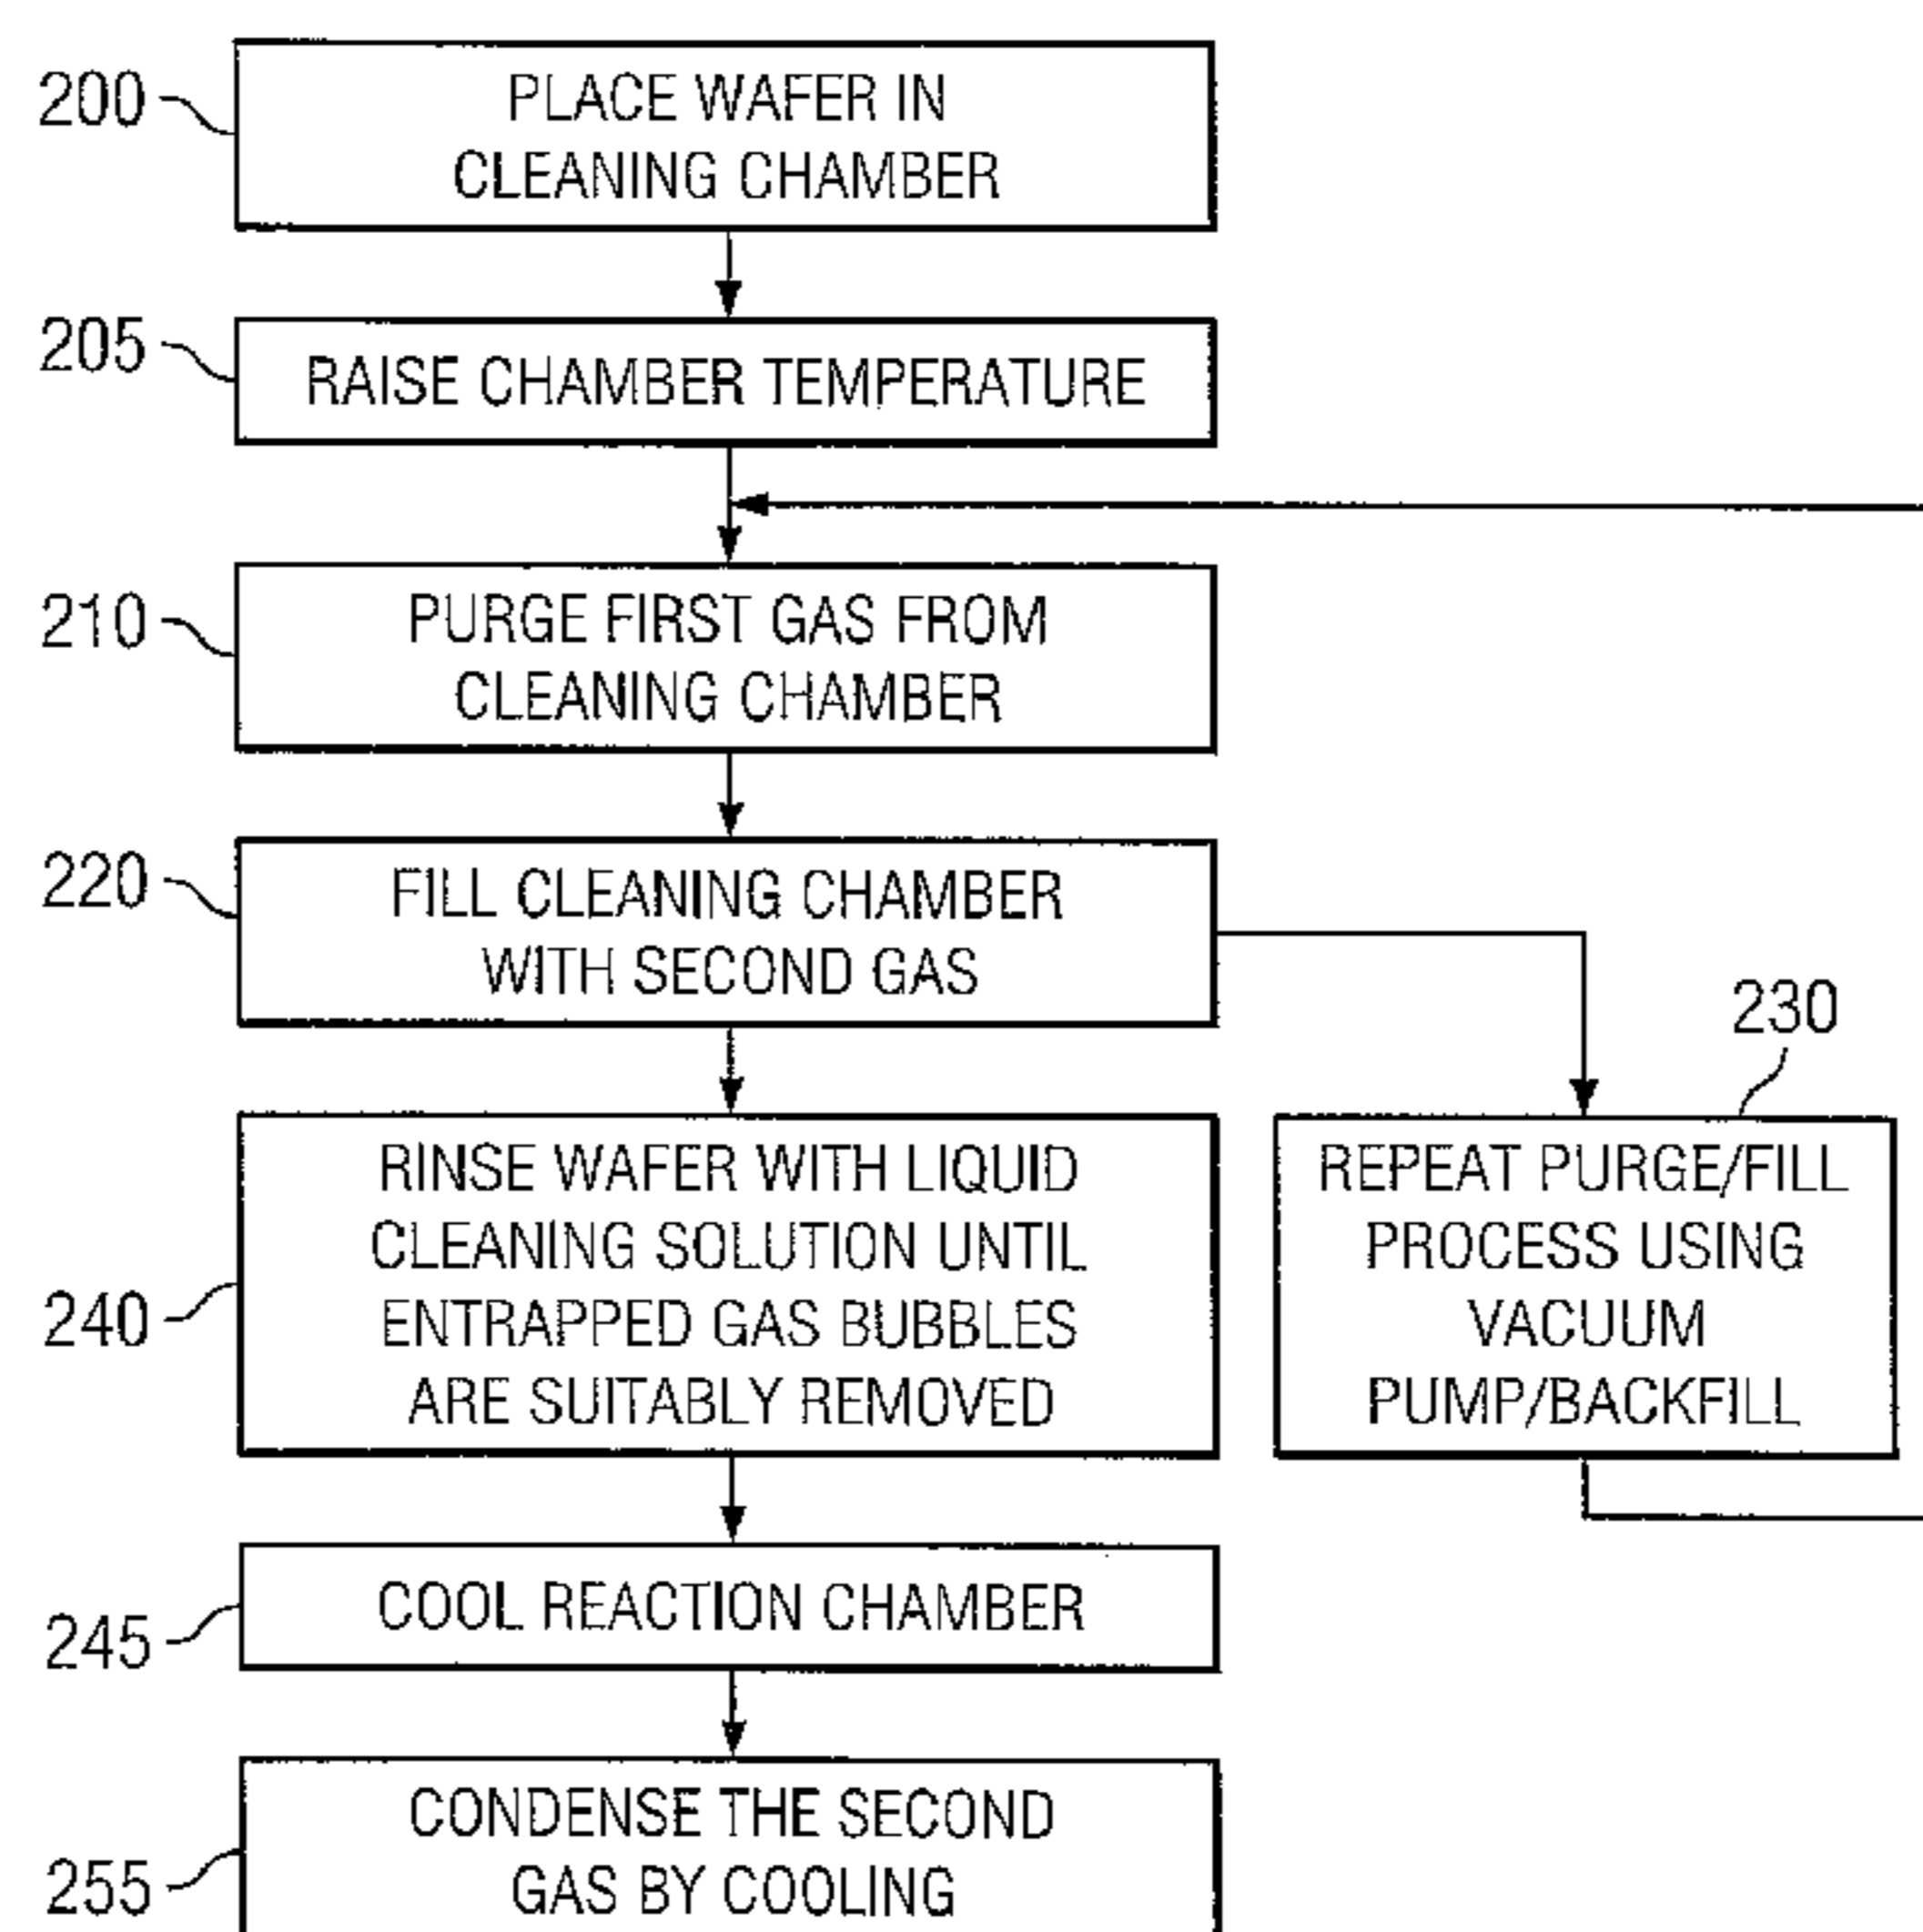 200
PLACE WAFER IN
CLEANING CHAMBER
205
RAISE CHAMBER TEMPERATURE
210
PURGE FIRST GAS FROM
CLEANING CHAMBER
220
FILL CLEANING CHAMBER
WITH SECOND GAS
230
REPEAT PURGE/FILL
PROCESS USING
VACUUM
PUMP/BACKFILL
240
RINSE WAFER WITH LIQUID
CLEANING SOLUTION UNTIL
ENTRAPPED GAS BUBBLES
ARE SUITABLY REMOVED
245
COOL REACTION CHAMBER
255
CONDENSE THE SECOND
GAS BY COOLING